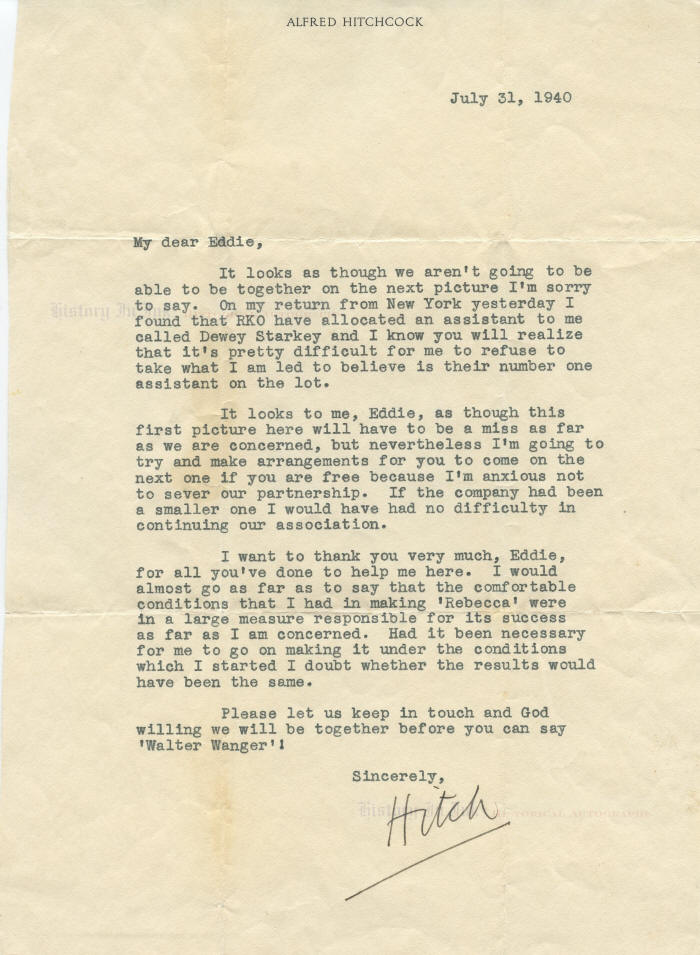 ALFRED HITCHCOCK
July 31, 1940
My dear Eddie,
It looks as though we aren't going to be
able to be together on the next picture I'm sorry
to say. On my return from New York yesterday I
found that RKO have allocated an assistant to me
called Dewey Starkey and I know you will realize
that it's pretty difficult for me to refuse to
take what I am led to believe is their number one
assistant on the lot.
It looks to me, Eddie, as though this
first picture here will have to be a miss as far
as we are concerned, but nevertheless I'm going to
try and make arrangements for you to come on the
next one if you are free because I'm anxious not
to sever our partnership. If the company had been
a smaller one I would have had no difficulty in
continuing our association.
I want to thank you very much, Eddie,
for all you've done to help me here. I would
almost go as far as to say that the comfortable
conditions that I had in making 'Rebecca' were
in a large measure responsible for its success
as far as I am concerned. Had it been necessary
for me to go on making it under the conditions
which I started I doubt whether the results would
have been the same.
Please let us keep in touch and God
willing we will be together before you can say
'Walter Wanger'!
Sincerely,
Hitch